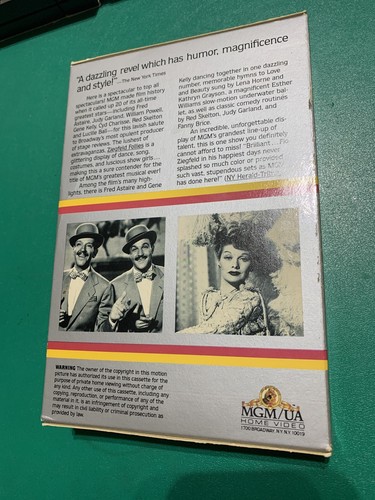 "A dazzling revel which has humor, magnificence
and style!"—The New York Times
Here is a spectacular to top all
spectaculars! MGM made film history
when it called up 20 of its all-time
greatest stars—including Fred
Astaire, Judy Garland, William Powell,
Gene Kelly, Cyd Charisse, Red Skelton
and Lucille Ball—for this lavish salute
to Broadway's most opulent producer
of stage reviews. The lushest of
extravaganzas, Ziegfeld Follies is a
glittering display of dance, song,
costumes, and luscious show girls...
making this a sure contender for the
title of MGM's greatest musical ever!
Among the film's many high-
lights: there is Fred Astaire and Gene
Kelly dancing together in one dazzling
number, memorable hymns to Love
and Beauty sung by Lena Horne and
Kathryn Grayson, a magnificent Esther
Williams slow-motion underwater bal-
let, as well as classic comedy routines
by Red Skelton, Judy Garland, and
Fanny Brice.
An incredible, unforgettable dis-
play of MGM's grandest line-up of
talent, this is one show you definitely
cannot afford to miss! "Brilliant...Flo
Ziegfeld in his happiest days never
splashed so much color or provided
such vast, stupendous sets as MGM
has done here!" (NY Herald-Tribune)
WARNING The owner of the copyright in this motion
picture has authorized its use in this cassette for the
purpose of private home viewing without charge of
any kind. Any other use of this cassette, including any
copying, reproduction, or performance of any of the
material in it, is an infringement of copyright and
may result in civil liability or criminal prosecution as
provided by law.
MGM/UA
HOME VIDEO
1700 BROADWAY, NY, NY 10019